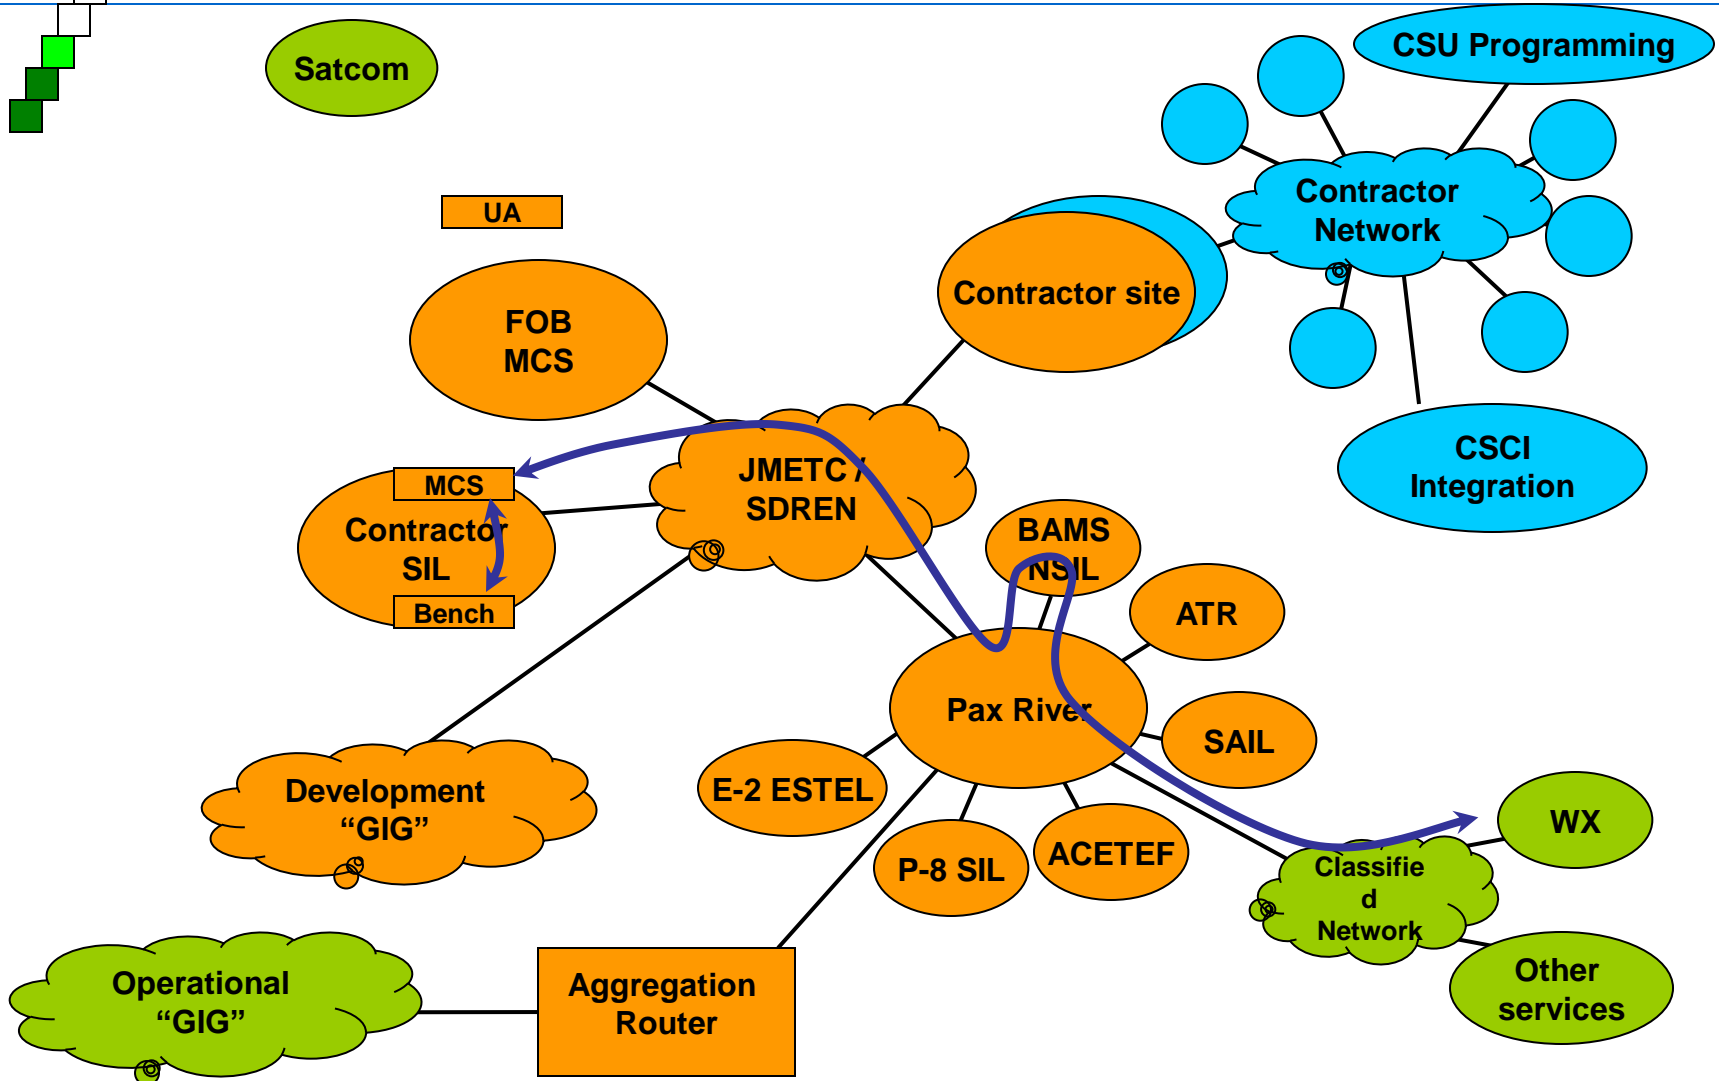 Satcom
CSU Programming
UA
Contractor
Network
Contractor site
FOB
MCS
CSCI
Integration
JMETC /
SDREN
MCS
Contractor
SIL
Bench
BAMS
NSIL
ATR
Pax River
SAIL
E-2 ESTEL
Development
“GIG”
WX
P-8 SIL
ACETEF
Classifie
d
Network
Operational
“GIG”
Aggregation
Router
Other
services